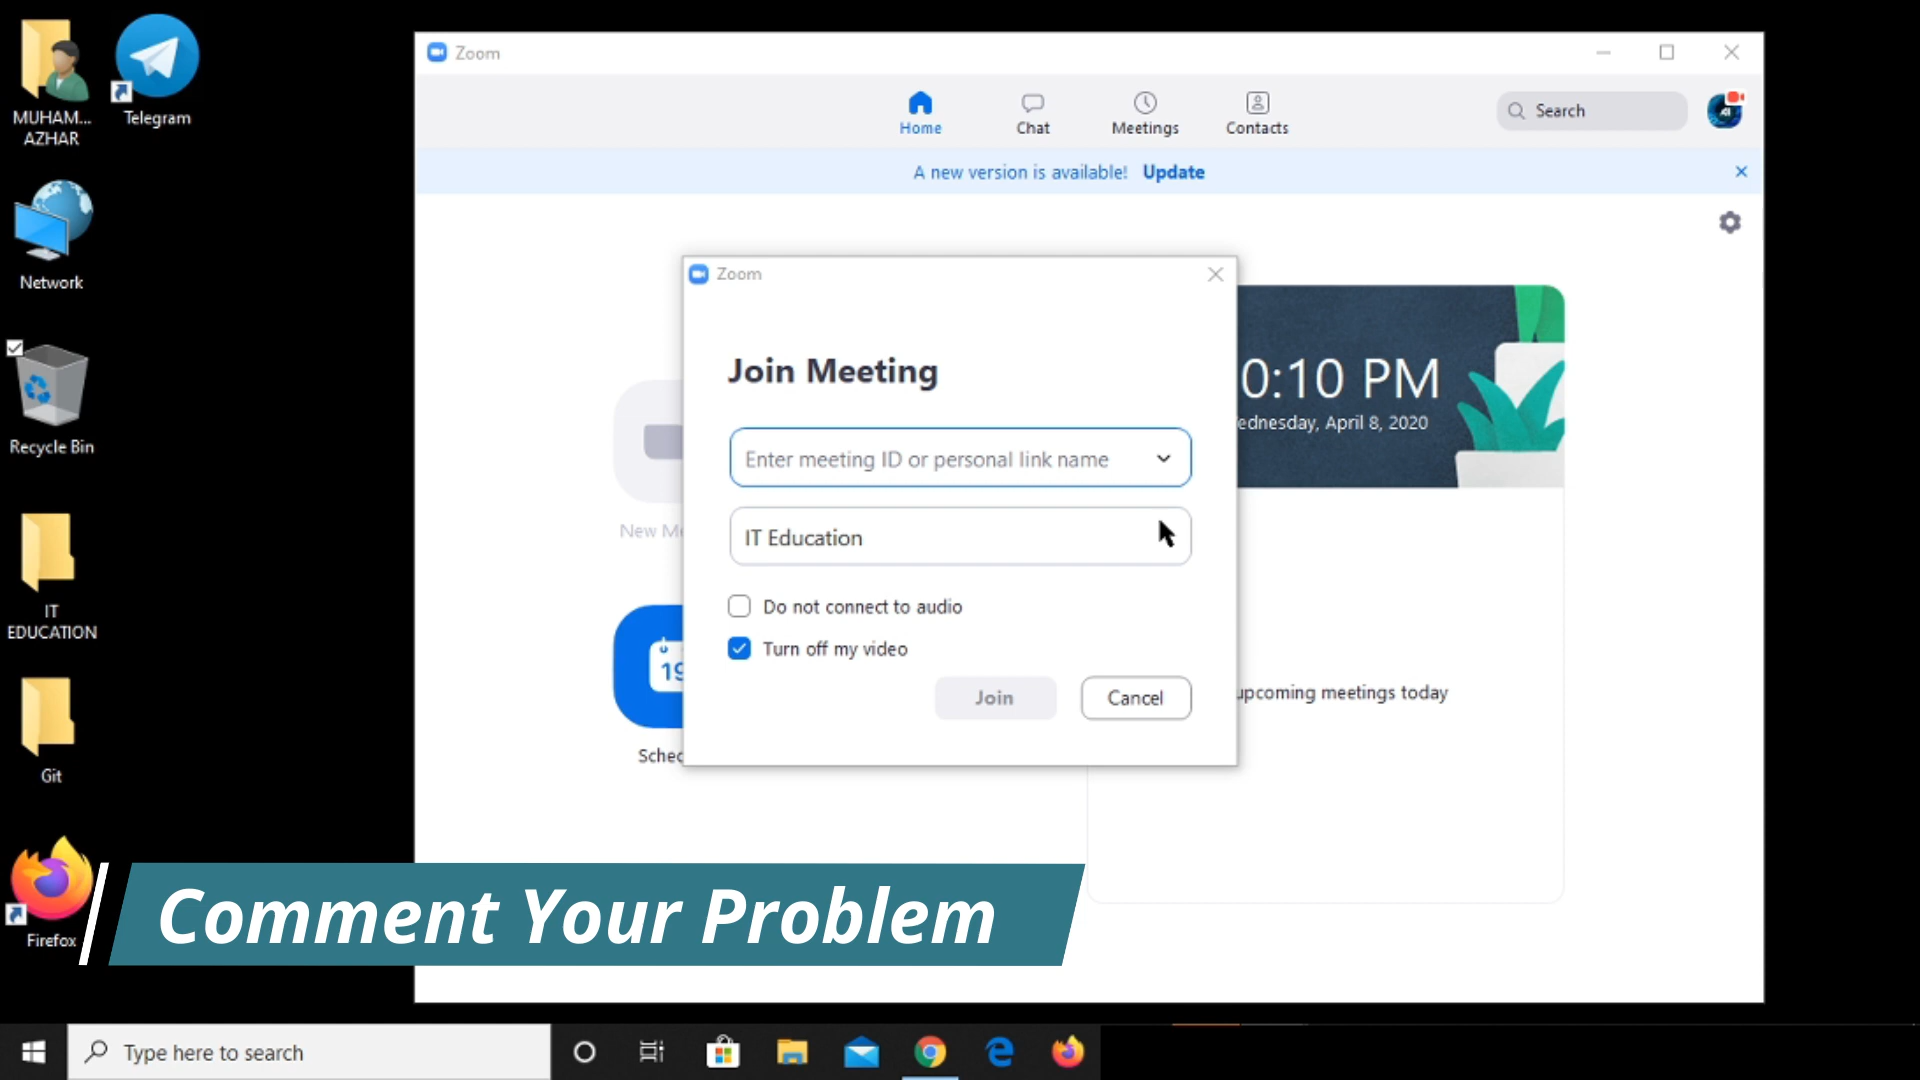 MUHAM...
AZHAR
Telegram
Network
Recycle Bin
IT
EDUCATION
Git
Firefox
Zoom
Home
Chat
Meetings
Contacts
Search
A new version is available! Update
Zoom
Join Meeting
Enter meeting ID or personal link name
IT Education
Do not connect to audio
Turn off my video
Join
Cancel
New Me
19
Sched
0:10 PM
ednesday, April 8, 2020
upcoming meetings today
Comment Your Problem
Type here to search